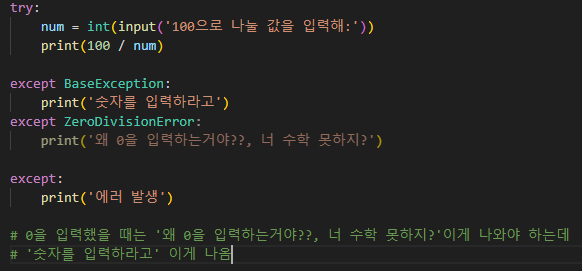 try:
    num = int(input('100으로 나눌 값을 입력해:'))
    print(100 / num)
except BaseException:
    print('숫자를 입력하라고')
except ZeroDivisionError:
    print('왜 0을 입력하는거야??, 너 수학 못하지?')
except:
    print('에러 발생')
# 0을 입력했을 때는 '왜 0을 입력하는거야??, 너 수학 못하지?'이게 나와야 하는데
# '숫자를 입력하라고' 이게 나옴